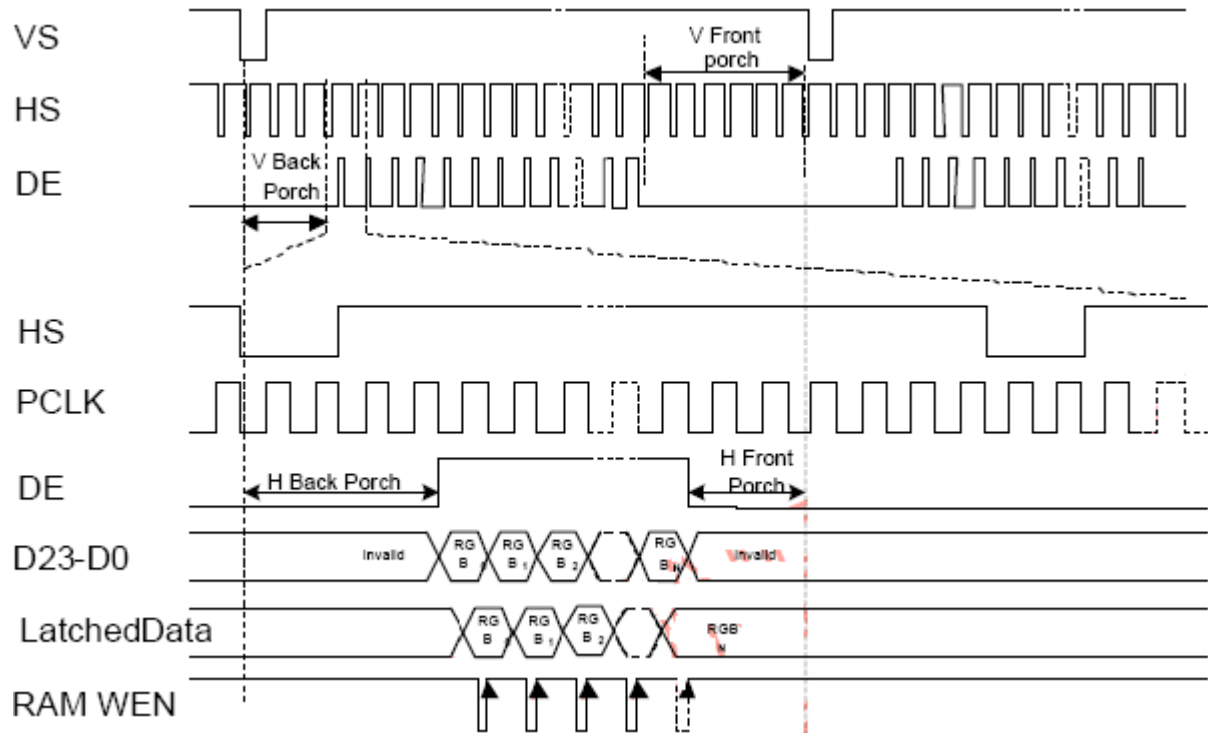 VS
V Front
porch
HS
DE
V Back
Porch
HS
PCLK
DE
H Back Porch
H Front
Porch
D23-D0
Invalid
RG
B
RG
B 1
RG
B 2
RG
B N
Invalid
LatchedData
RG
B
RG
B 1
RG
B 2
RGB
N
RAM WEN